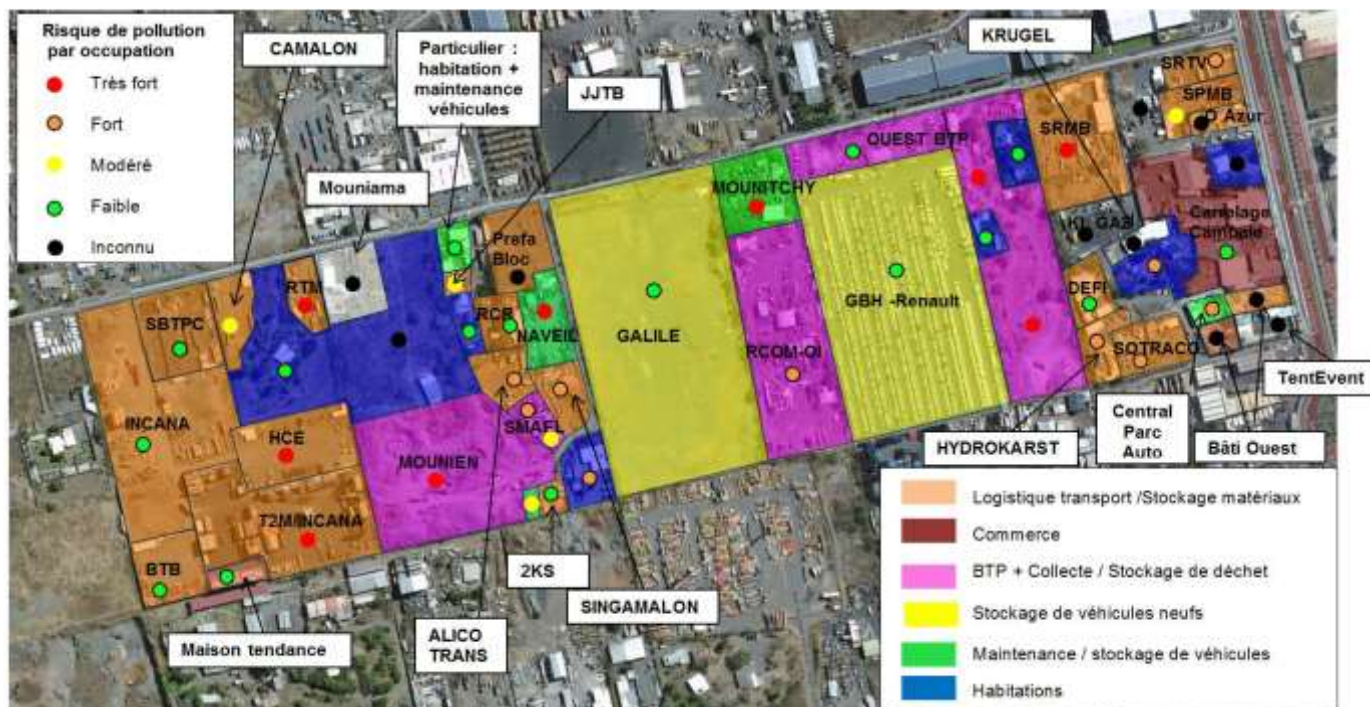 Risque de pollution
par occupation
Très fort
Fort
Modéré
Faible
Inconnu
CAMALON
Particulier :
habitation +
maintenance
véhicules
JJTB
Mouniama
KRUGEL
SRTV
SPMB
O Azur
OUEST BTP
SRMB
MOUNITCHY
Prefa
Bloc
RTM
SBTPC
RCR
NAVEIL
GALILE
GBH -Renault
RCOM-OI
GAB
Carrelage
DEFI
SOTRACO
INCANA
HCE
SMAFL
MOUNIEN
T2M/INCANA
BTB
TentEvent
HYDROKARST
Central
Parc
Auto
Bâti Ouest
2KS
SINGAMALON
ALICO
TRANS
Maison tendance
Logistique transport /Stockage matériaux
Commerce
BTP + Collecte / Stockage de déchet
Stockage de véhicules neufs
Maintenance / stockage de véhicules
Habitations